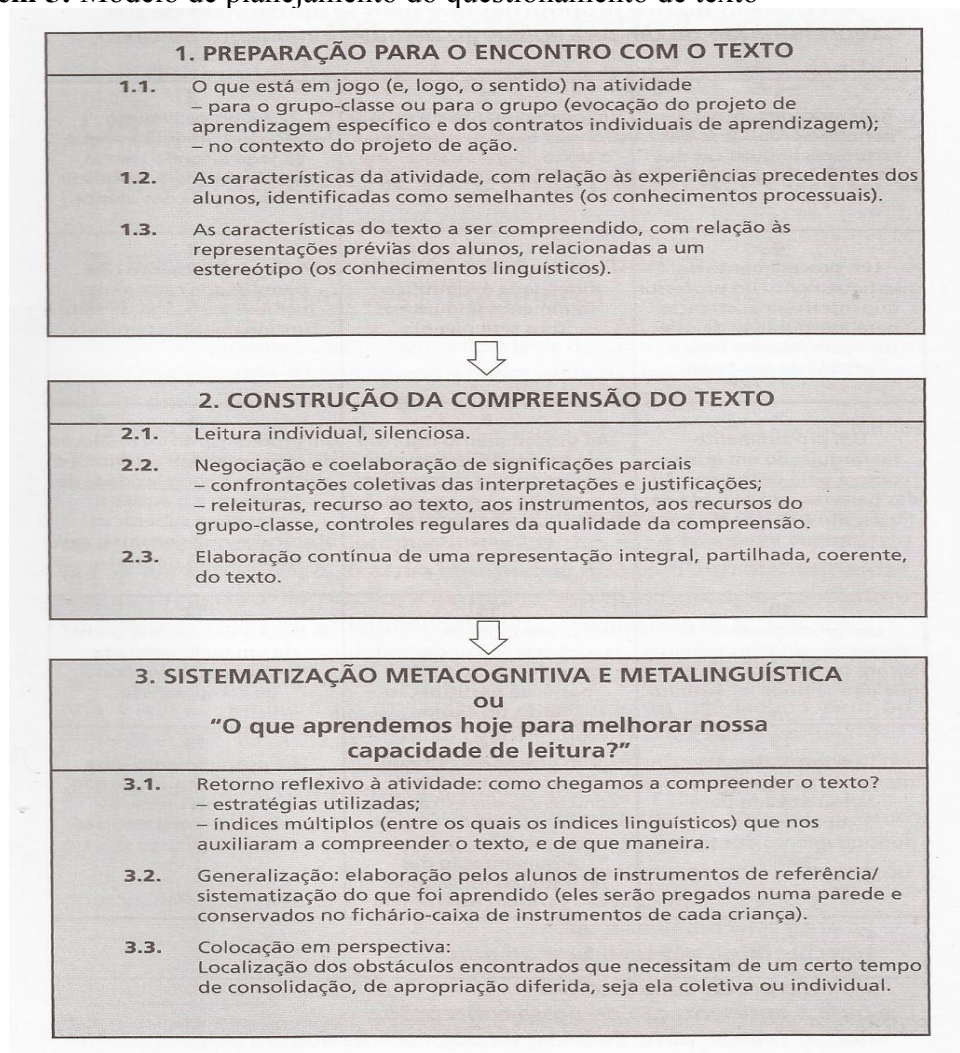 Modelo de planejamento do questionamento de texto
1. PREPARAÇÃO PARA O ENCONTRO COM O TEXTO
1.1. O que está em jogo (e, logo, o sentido) na atividade
– para o grupo-classe ou para o grupo (evocação do projeto de
aprendizagem específico e dos contratos individuais de aprendizagem);
– no contexto do projeto de ação.
1.2. As características da atividade, com relação às experiências precedentes dos
alunos, identificadas como semelhantes (os conhecimentos processuais).
1.3. As características do texto a ser compreendido, com relação às
representações prévias dos alunos, relacionadas a um
estereótipo (os conhecimentos linguísticos).
2. CONSTRUÇÃO DA COMPREENSÃO DO TEXTO
2.1. Leitura individual, silenciosa.
2.2. Negociação e coelaboração de significações parciais
– confrontações coletivas das interpretações e justificações;
– releituras, recurso ao texto, aos instrumentos, aos recursos do
grupo-classe, controles regulares da qualidade da compreensão.
2.3. Elaboração contínua de uma representação integral, partilhada, coerente,
do texto.
3. SISTEMATIZAÇÃO METACOGNITIVA E METALINGUÍSTICA
ou
“O que aprendemos hoje para melhorar nossa
capacidade de leitura?”
3.1. Retorno reflexivo à atividade: como chegamos a compreender o texto?
– estratégias utilizadas;
– índices múltiplos (entre os quais os índices linguísticos) que nos
auxiliaram a compreender o texto, e de que maneira.
3.2. Generalização: elaboração pelos alunos de instrumentos de referência/
sistematização do que foi aprendido (eles serão pregados numa parede e
conservados no fichário-caixa de instrumentos de cada criança).
3.3. Colocação em perspectiva:
Localização dos obstáculos encontrados que necessitam de um certo tempo
de consolidação, de apropriação diferida, seja ela coletiva ou individual.